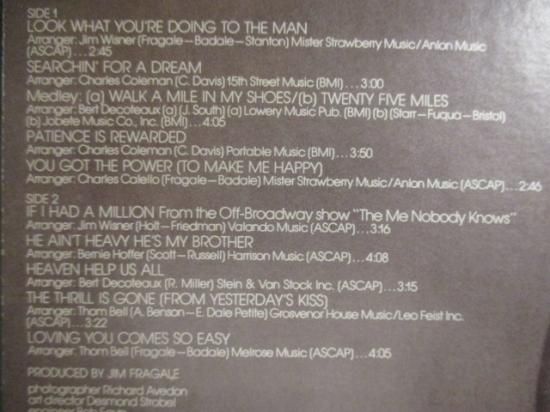 SIDE 1
LOOK WHAT YOU'RE DOING TO THE MAN
Arranger: Jim Wisner (Fragale–Badale–Stanton) Mister Strawberry Music/Anlon Music
(ASCAP)...2:45
SEARCHIN' FOR A DREAM
Arranger: Charles Coleman (C. Davis) 15th Street Music (BMI)...3:00
Medley: (a) WALK A MILE IN MY SHOES/(b) TWENTY FIVE MILES
Arranger: Bert Decoteaux (a) (J. South) (a) Lowery Music Pub. (BMI) (b) (Starr–Fuqua–Bristol)
(b) Jobete Music Co., Inc. (BMI)...4:05
PATIENCE IS REWARDED
Arranger: Charles Coleman (C. Davis) Portable Music (BMI)...3:50
YOU GOT THE POWER (TO MAKE ME HAPPY)
Arranger: Charles Calello (Fragale–Badale) Mister Strawberry Music/Anlon Music (ASCAP)...2:46
SIDE 2
IF I HAD A MILLION From the Off-Broadway show "The Me Nobody Knows"
Arranger: Jim Wisner (Holt–Friedman) Valando Music (ASCAP)...3:16
HE AIN'T HEAVY HE'S MY BROTHER
Arranger: Bernie Hoffer (Scott–Russell) Harrison Music (ASCAP)...4:08
HEAVEN HELP US ALL
Arranger: Bert Decoteaux (R. Miller) Stein & Van Stock Inc. (ASCAP)...3:15
THE THRILL IS GONE (FROM YESTERDAY'S KISS)
Arranger: Thom Bell (A. Benson–E. Dale Petite) Grosvenor House Music/Leo Feist Inc.
(ASCAP)...3:22
LOVING YOU COMES SO EASY
Arranger: Thom Bell (Fragale–Badale) Melrose Music (ASCAP)...4:05
PRODUCED BY JIM FRAGALE
photographer Richard Avedon
art director Desmond Strobel